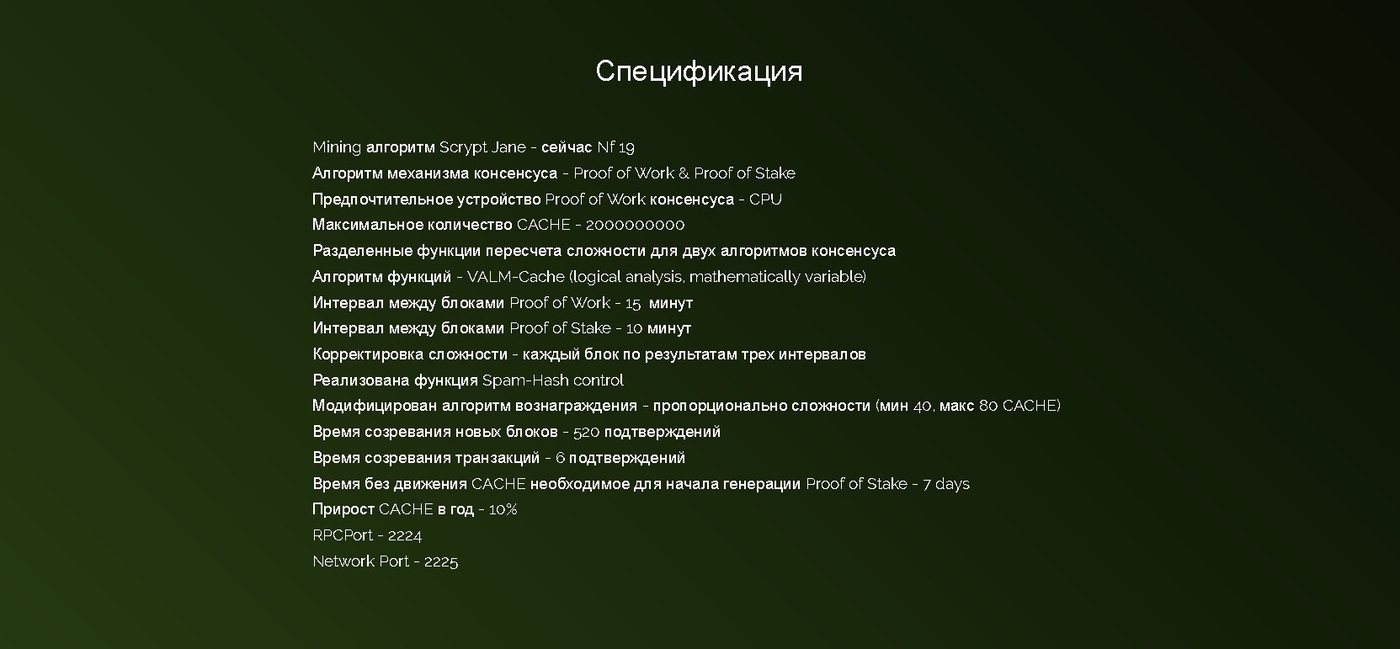 Спецификация
Mining алгоритм Scrypt Jane - сейчас Nf 19
Алгоритм механизма консенсуса - Proof of Work & Proof of Stake
Предпочтительное устройство Proof of Work консенсуса - CPU
Максимальное количество CACHE - 2000000000
Разделенные функции пересчета сложности для двух алгоритмов консенсуса
Алгоритм функций - VALM-Cache (logical analysis, mathematically variable)
Интервал между блоками Proof of Work - 15 минут
Интервал между блоками Proof of Stake - 10 минут
Корректировка сложности - каждый блок по результатам трех интервалов
Реализована функция Spam-Hash control
Модифицирован алгоритм вознаграждения - пропорционально сложности (мин 40, макс 80 CACHE)
Время созревания новых блоков - 520 подтверждений
Время созревания транзакций - 6 подтверждений
Время без движения CACHE необходимое для начала генерации Proof of Stake - 7 days
Прирост CACHE в год - 10%
RPCPort - 2224
Network Port - 2225